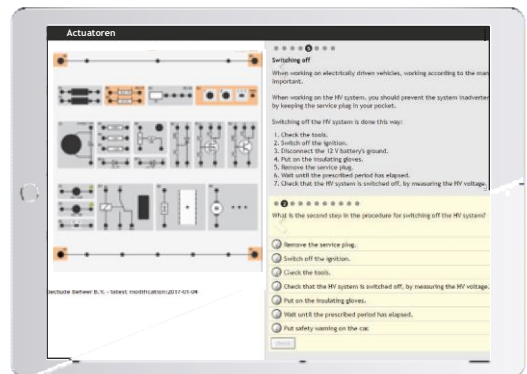 Actuatoren
5
Switching off
When working on electrically driven vehicles, working according to the man
important.
When working on the HV system, you should prevent the system inadverten
by keeping the service plug in your pocket.
Switching off the HV system is done this way:
1. Check the tools.
2. Switch off the ignition.
3. Disconnect the 12 V battery's ground.
4. Put on the insulating gloves.
5. Remove the service plug.
6. Wait until the prescribed period has elapsed.
7. Check that the HV system is switched off, by measuring the HV voltage.
2
What is the second step in the procedure for switching off the HV system?
Remove the service plug.
Switch off the ignition.
Check the tools.
Check that the HV system is switched off, by measuring the HV voltage.
Put on the insulating gloves.
Wait until the prescribed period has elapsed.
Put safety warning on the car.
check
Electude Beheer B.V. - latest modification:2017-01-04